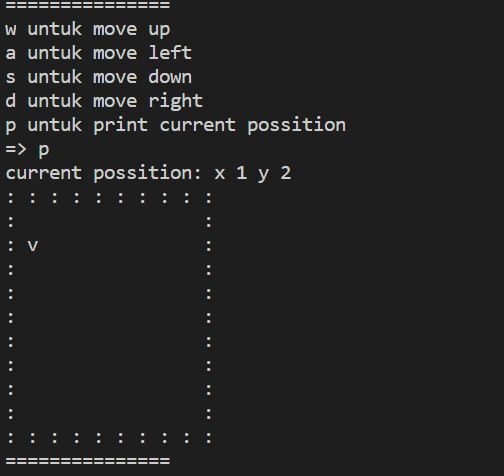 ===============
w untuk move up
a untuk move left
s untuk move down
d untuk move right
p untuk print current possition
=> p
current possition: x 1 y 2
: : : : : : : : : :
:                 :
: v               :
:                 :
:                 :
:                 :
:                 :
:                 :
:                 :
:                 :
: : : : : : : : : :
===============